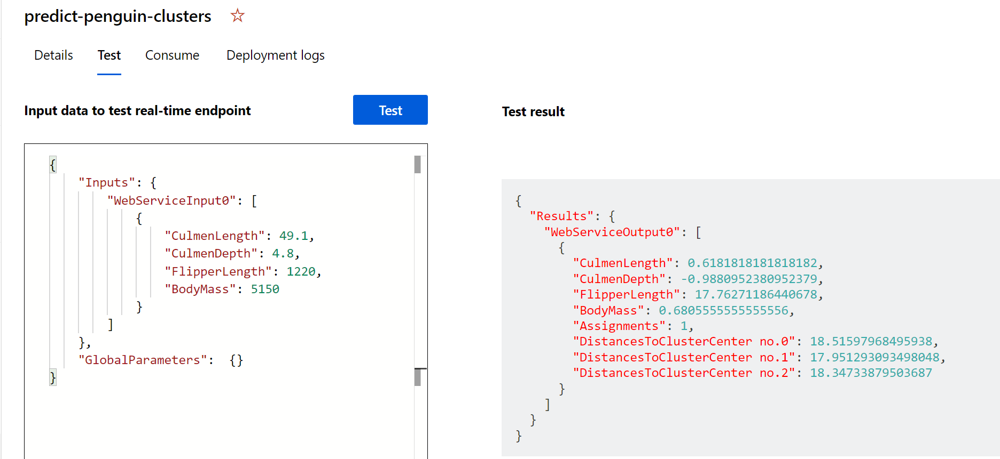 predict-penguin-clusters
Details Test Consume Deployment logs
Input data to test real-time endpoint
Test
{
"Inputs": {
"WebServiceInput0": [
{
"CulmenLength": 49.1,
"CulmenDepth": 4.8,
"FlipperLength": 1220,
"BodyMass": 5150
}
]
},
"GlobalParameters":  {}
}
Test result
{
"Results": {
"WebServiceOutput0": [
{
"CulmenLength": 0.6181818181818182,
"CulmenDepth": -0.9880952380952379,
"FlipperLength": 17.76271186440678,
"BodyMass": 0.6805555555555556,
"Assignments": 1,
"DistancesToClusterCenter no.0": 18.51597968495938,
"DistancesToClusterCenter no.1": 17.951293093498048,
"DistancesToClusterCenter no.2": 18.34733879503687
}
]
}
}